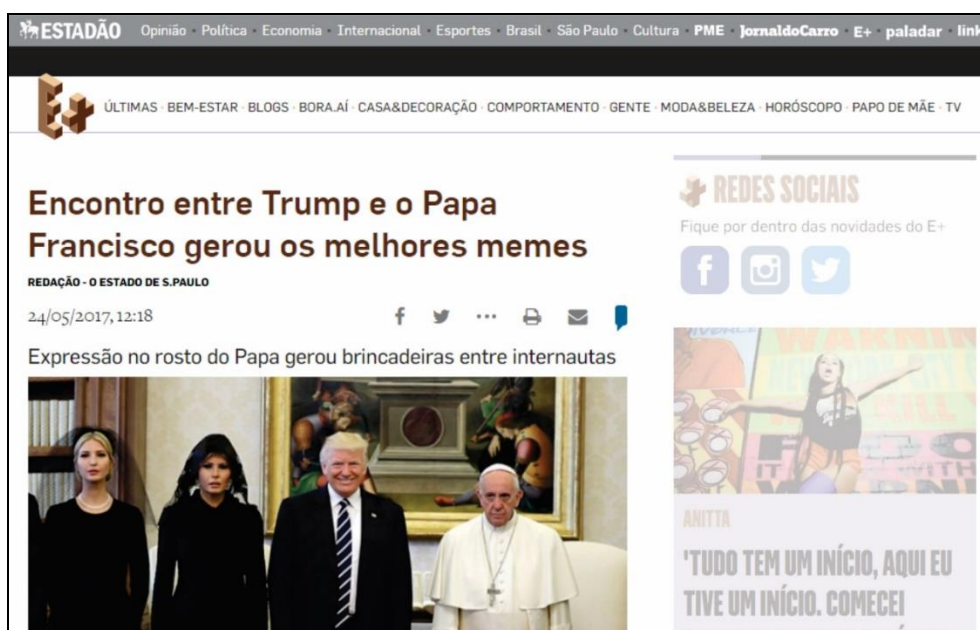 ESTADÃO Opinião Política Economia Internacional Esportes Brasil São Paulo Cultura PME JornaldoCarro E+ paladar link
E+ ÚLTIMAS · BEM-ESTAR · BLOGS · BORA.AÍ · CASA&DECORAÇÃO · COMPORTAMENTO · GENTE · MODA&BELEZA · HORÓSCOPO · PAPO DE MÃE · TV
Encontro entre Trump e o Papa
Francisco gerou os melhores memes
REDAÇÃO - O ESTADO DE S.PAULO
24/05/2017, 12:18
Expressão no rosto do Papa gerou brincadeiras entre internautas
REDES SOCIAIS
Fique por dentro das novidades do E+
ANITTA
'TUDO TEM UM INÍCIO, AQUI EU
TIVE UM INÍCIO. COMECEI